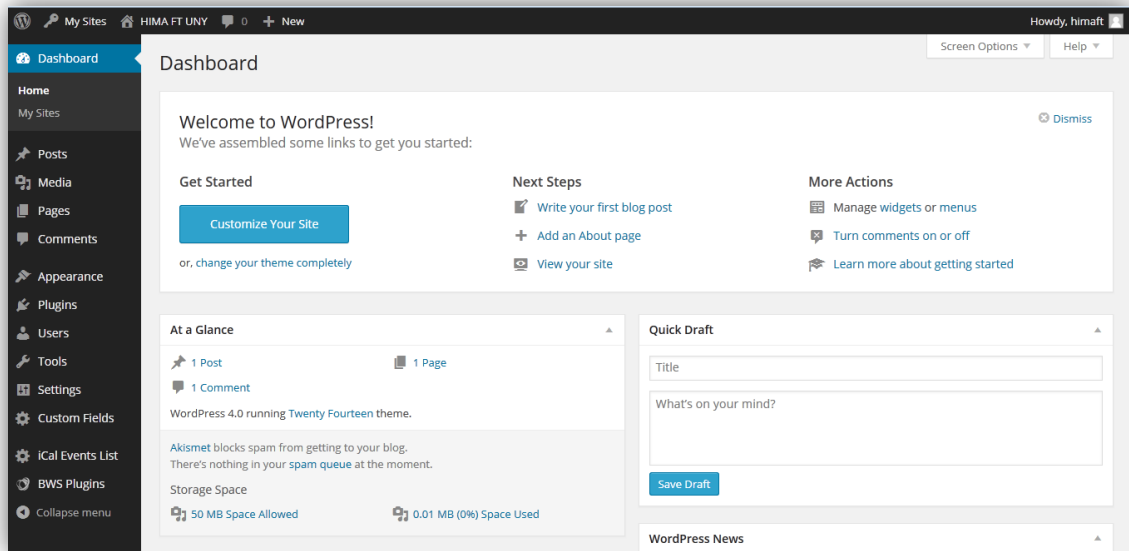 My Sites HIMA FT UNY 0 New Howdy, himaft
Dashboard
Home
My Sites
Posts
Media
Pages
Comments
Appearance
Plugins
Users
Tools
Settings
Custom Fields
iCal Events List
BWS Plugins
Collapse menu
Screen Options Help
Dashboard
Welcome to WordPress!
Dismiss
We've assembled some links to get you started:
Get Started
Customize Your Site
or, change your theme completely
Next Steps
Write your first blog post
Add an About page
View your site
More Actions
Manage widgets or menus
Turn comments on or off
Learn more about getting started
At a Glance
1 Post 1 Page
1 Comment
WordPress 4.0 running Twenty Fourteen theme.
Akismet blocks spam from getting to your blog.
There's nothing in your spam queue at the moment.
Storage Space
50 MB Space Allowed 0.01 MB (0%) Space Used
Quick Draft
Title
What's on your mind?
Save Draft
WordPress News